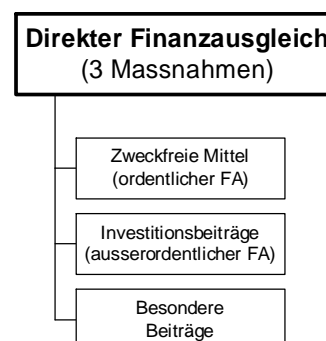 Direkter Finanzausgleich
(3 Massnahmen)
Zweckfreie Mittel
(ordentlicher FA)
Investitionsbeiträge
(ausserordentlicher FA)
Besondere
Beiträge